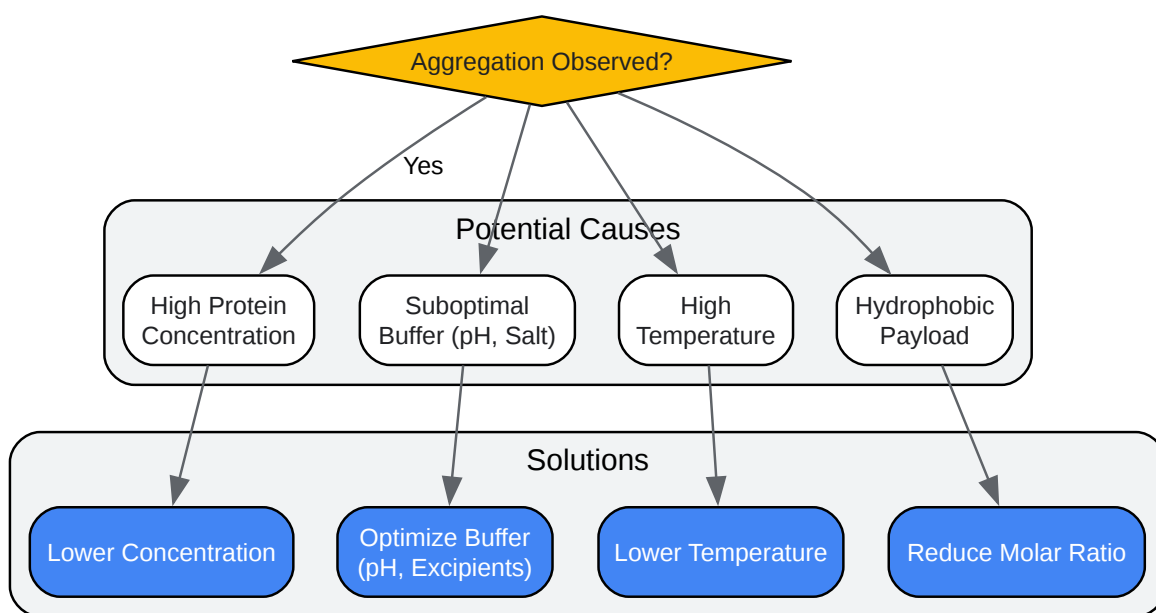 Aggregation Observed?
Yes
Potential Causes
High Protein
Concentration
Suboptimal
Buffer (pH, Salt)
High
Temperature
Hydrophobic
Payload
Solutions
Lower Concentration
Optimize Buffer
(pH, Excipients)
Lower Temperature
Reduce Molar Ratio